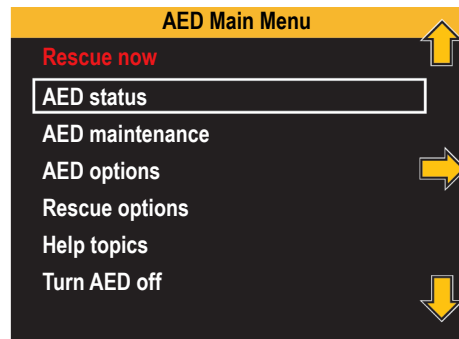 AED Main Menu
Rescue now
AED status
AED maintenance
AED options
Rescue options
Help topics
Turn AED off